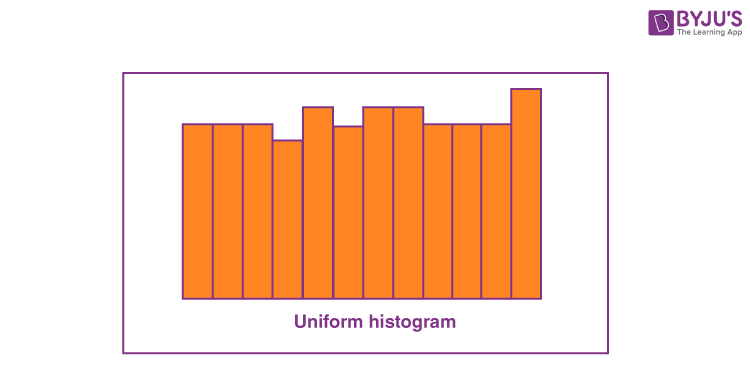 BYJU'S
The Learning App
Uniform histogram